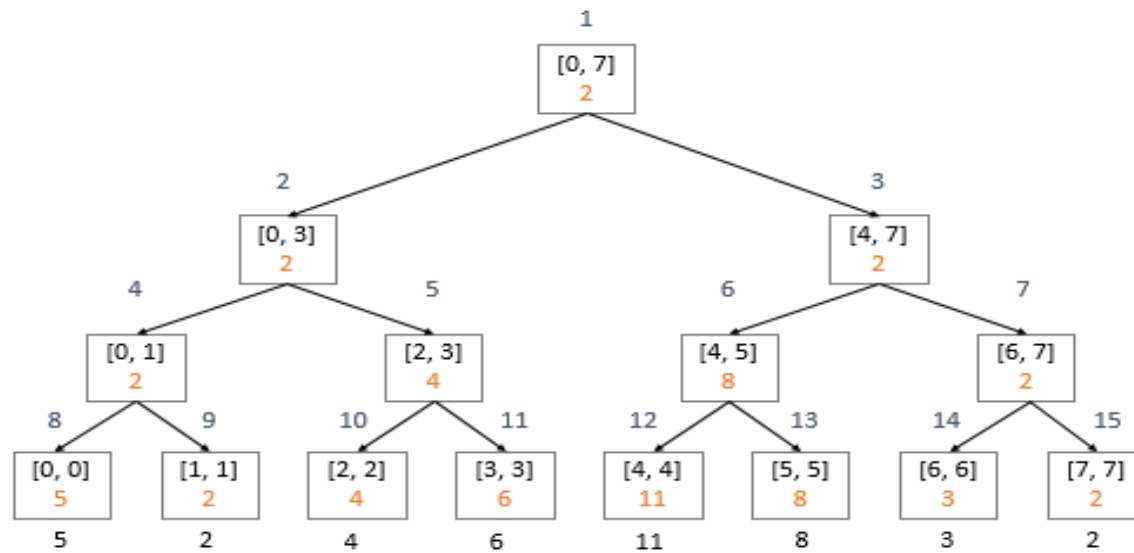 1
[0, 7]
2
2 3
[0, 3] [4, 7]
2 2
4 5 6 7
[0, 1] [2, 3] [4, 5] [6, 7]
2 4 8 2
8 9 10 11 12 13 14 15
[0, 0] [1, 1] [2, 2] [3, 3] [4, 4] [5, 5] [6, 6] [7, 7]
5 2 4 6 11 8 3 2
5 2 4 6 11 8 3 2